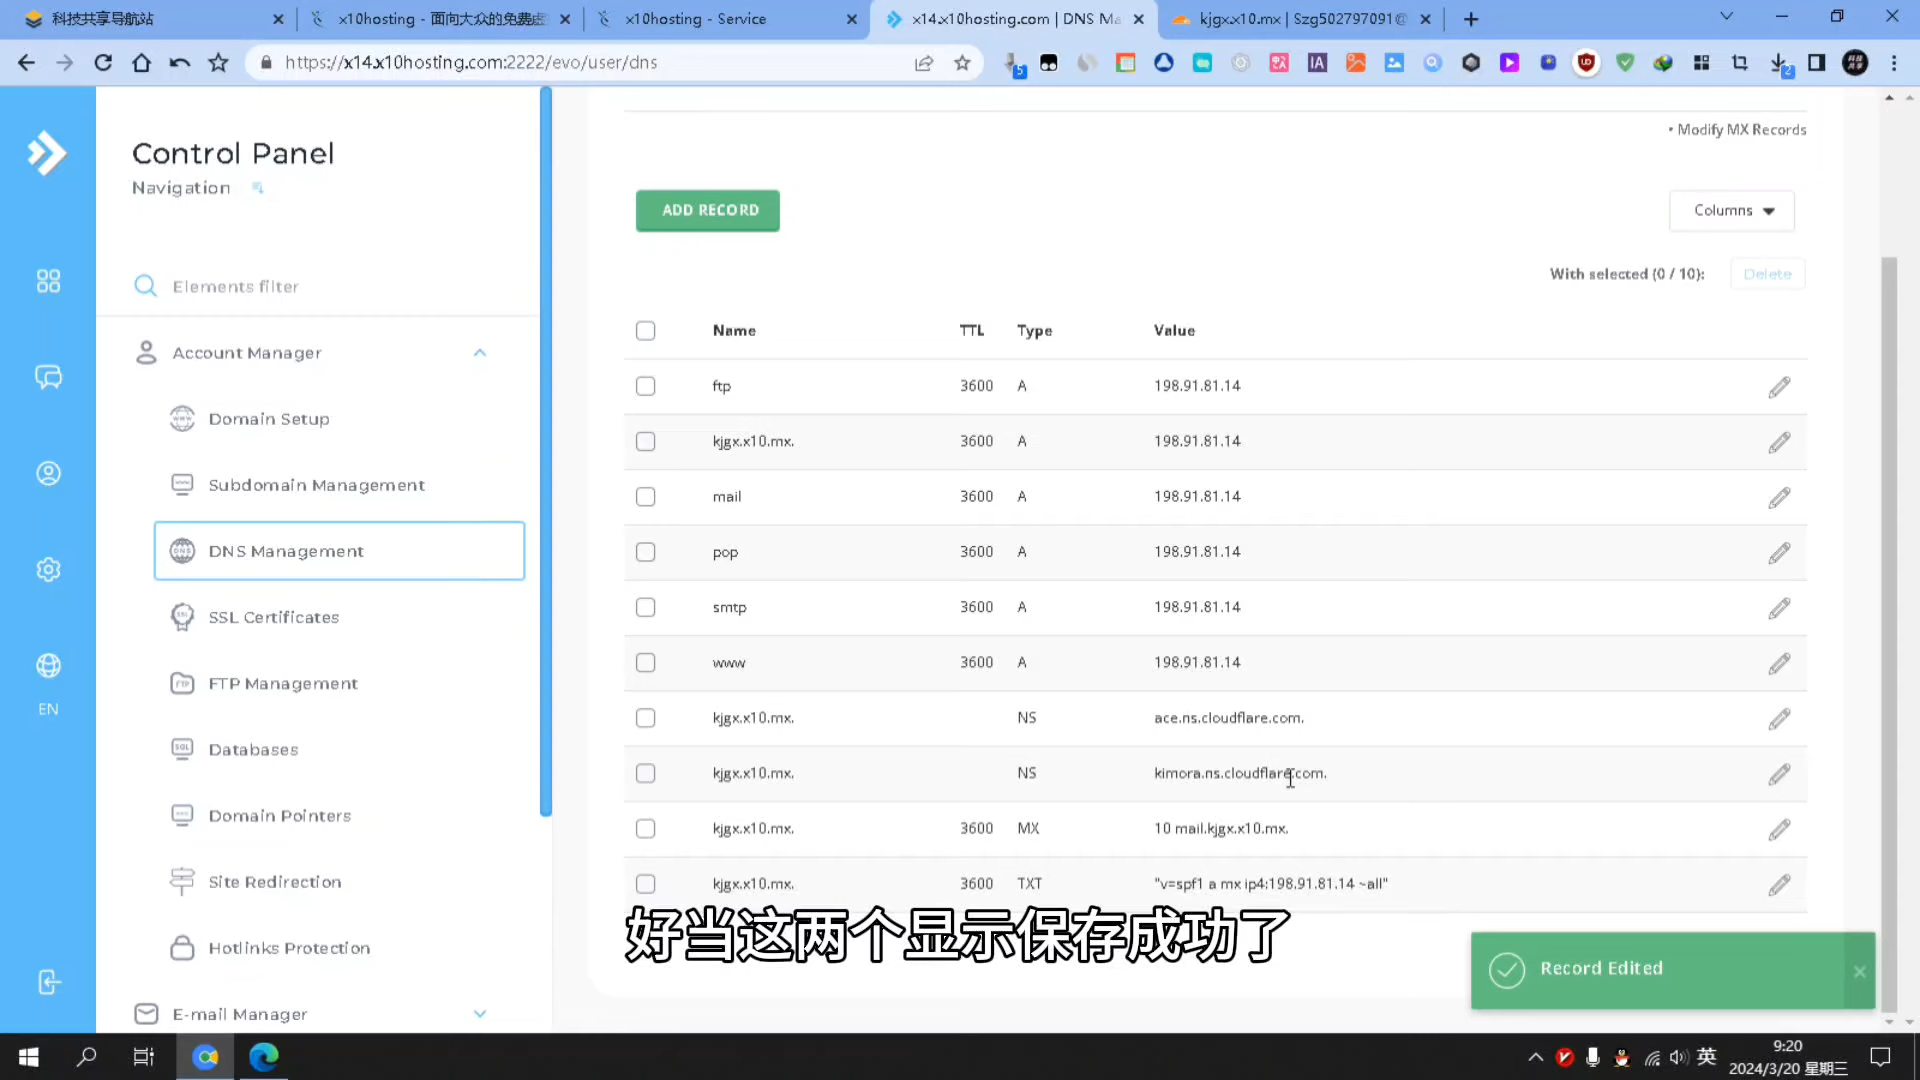 科技共享导航站
x10hosting - 面向大众的免费虚
x10hosting - Service
x14.x10hosting.com | DNS Ma
kjgx.x10.mx | Szg502797091@
https://x14.x10hosting.com:2222/evo/user/dns
Control Panel
Navigation
Elements filter
Account Manager
Domain Setup
Subdomain Management
DNS Management
SSL Certificates
FTP Management
Databases
Domain Pointers
Site Redirection
Hotlinks Protection
E-mail Manager
EN
• Modify MX Records
ADD RECORD
Columns
With selected (0 / 10):
Delete
Name TTL Type Value
ftp 3600 A 198.91.81.14
kjgx.x10.mx. 3600 A 198.91.81.14
mail 3600 A 198.91.81.14
pop 3600 A 198.91.81.14
smtp 3600 A 198.91.81.14
www 3600 A 198.91.81.14
kjgx.x10.mx. NS ace.ns.cloudflare.com.
kjgx.x10.mx. NS kimora.ns.cloudflare.com.
kjgx.x10.mx. 3600 MX 10 mail.kjgx.x10.mx.
kjgx.x10.mx. 3600 TXT "v=spf1 a mx ip4:198.91.81.14 ~all"
好当这两个显示保存成功了
Record Edited
英
9:20
2024/3/20 星期三